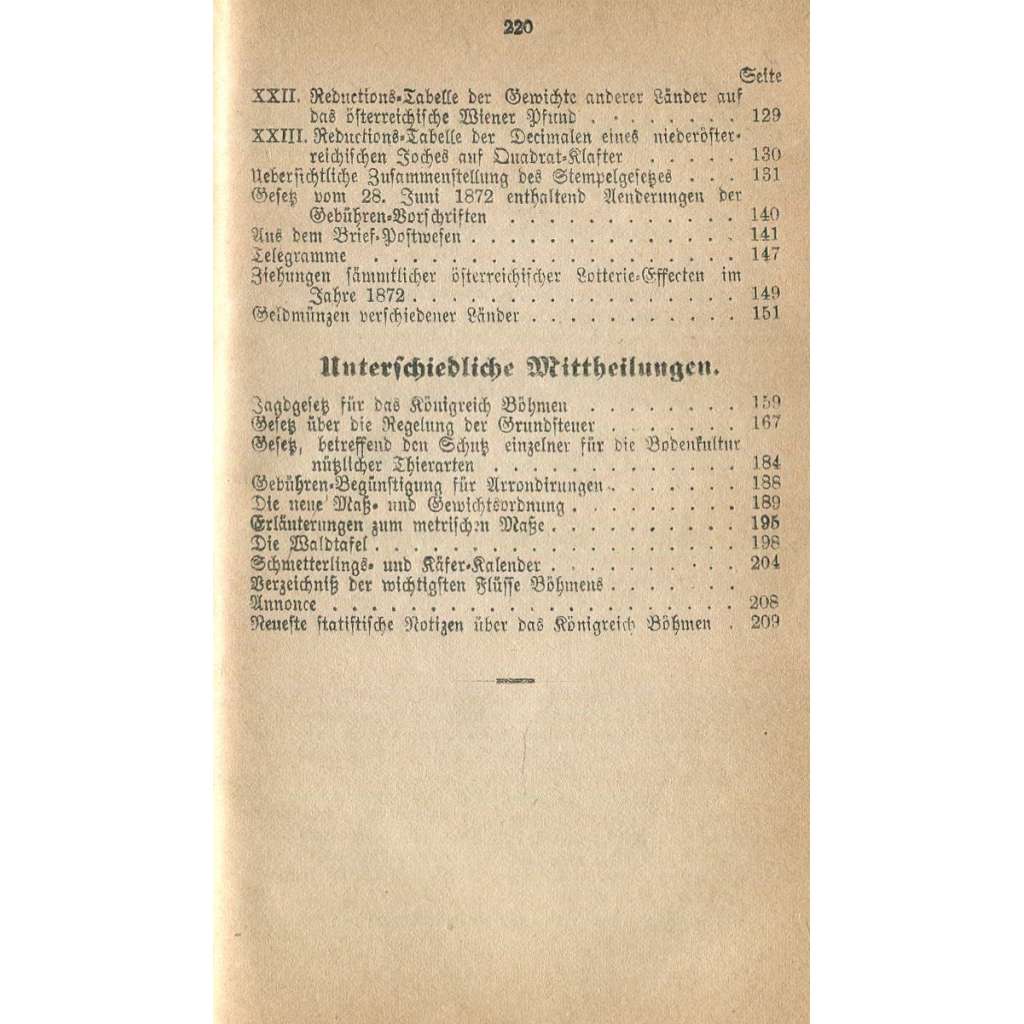 220
Seite
XXII. Reductions-Tabelle der Gewichte anderer Länder auf
das österreichische Wiener Pfund . . . . . . . . 129
XXIII. Reductions-Tabelle der Decimalen eines niederöster-
reichischen Joches auf Quadrat-Klafter . . . . . 130
Uebersichtliche Zusammenstellung des Stempelgesetzes . . . 131
Gesetz vom 28. Juni 1872 enthaltend Aenderungen der
Gebühren-Vorschriften . . . . . . . . . . . . 140
Aus dem Brief-Postwesen . . . . . . . . . . . . . . 141
Telegramme . . . . . . . . . . . . . . . . . . . 147
Ziehungen sämmtlicher österreichischer Lotterie-Effecten im
Jahre 1872 . . . . . . . . . . . . . . . . . 149
Geldmünzen verschiedener Länder . . . . . . . . . . . 151
Unterschiedliche Mittheilungen.
Jagdgesetz für das Königreich Böhmen . . . . . . . . 159
Gesetz über die Regelung der Grundsteuer . . . . . . . 167
Gesetz, betreffend den Schutz einzelner für die Bodenkultur
nützlicher Thierarten . . . . . . . . . . . . . 184
Gebühren-Begünstigung für Arrondirungen . . . . . . . 188
Die neue Maß- und Gewichtsordnung . . . . . . . . . 189
Erläuterungen zum metrischen Maße . . . . . . . . . . 195
Die Waldtafel . . . . . . . . . . . . . . . . . . . 198
Schmetterlings- und Käfer-Kalender . . . . . . . . . . 204
Verzeichniß der wichtigsten Flüsse Böhmens . . . . . . .
Annonce . . . . . . . . . . . . . . . . . . . . . 208
Neueste statistische Notizen über das Königreich Böhmen . 209